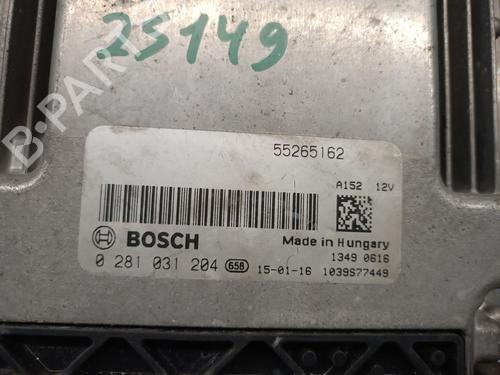 25149
B-PARTS
55265162
A152 12V
BOSCH
Made in Hungary
1349 0616
0 281 031 204 658 15-01-16 1039S77449